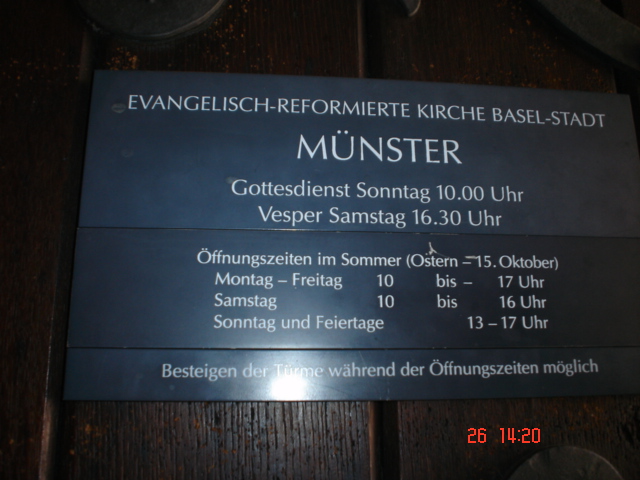 EVANGELISCH-REFORMIERTE KIRCHE BASEL-STADT
MÜNSTER
Gottesdienst Sonntag 10.00 Uhr
Vesper Samstag 16.30 Uhr
Öffnungszeiten im Sommer (Ostern – 15. Oktober)
Montag – Freitag 10 bis – 17 Uhr
Samstag 10 bis 16 Uhr
Sonntag und Feiertage 13 – 17 Uhr
Besteigen der Türme während der Öffnungszeiten möglich
26 14:20